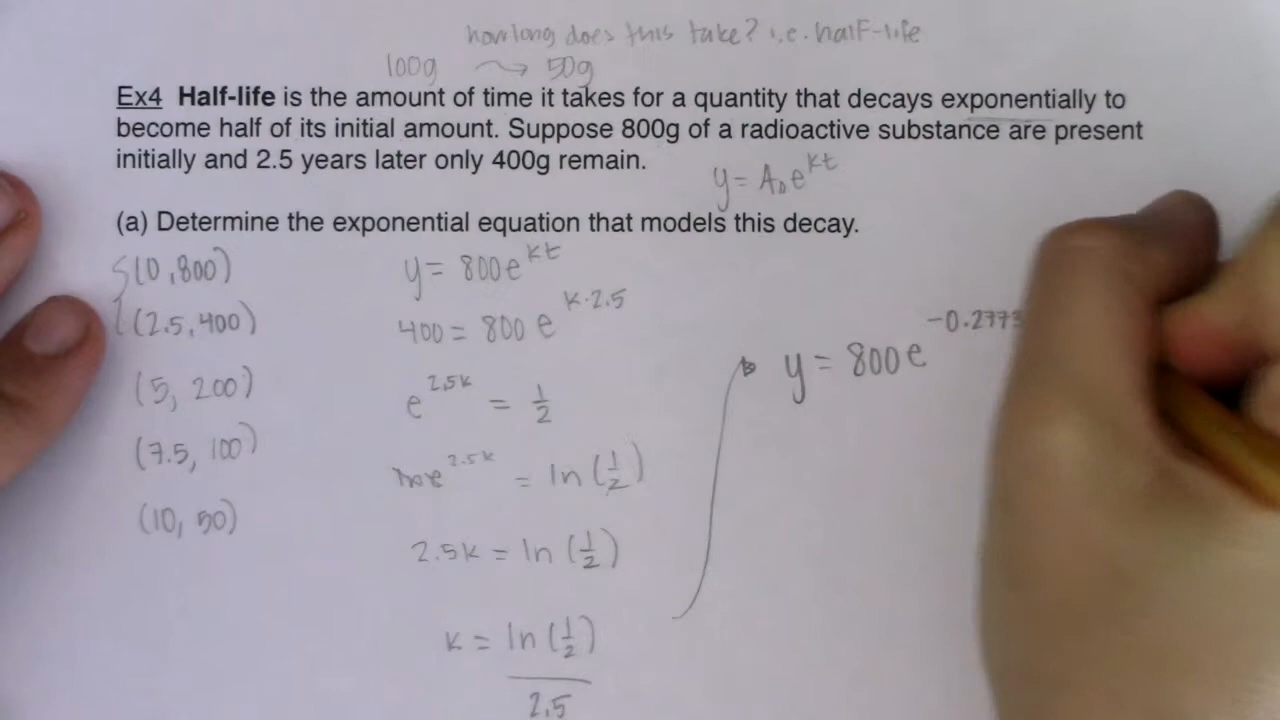 how long does this take? i.e. half-life
100g → 50g
Ex4 Half-life is the amount of time it takes for a quantity that decays exponentially to
become half of its initial amount. Suppose 800g of a radioactive substance are present
initially and 2.5 years later only 400g remain.
y = A₀e^kt
(a) Determine the exponential equation that models this decay.
(0,800)
(2.5,400)
(5, 200)
(7.5, 100)
(10, 50)
y = 800e^kt
400 = 800 e^k·2.5
e^2.5k = 1/2
ln e^2.5k = ln(1/2)
2.5k = ln(1/2)
k = ln(1/2)/2.5
y = 800e^-0.2773